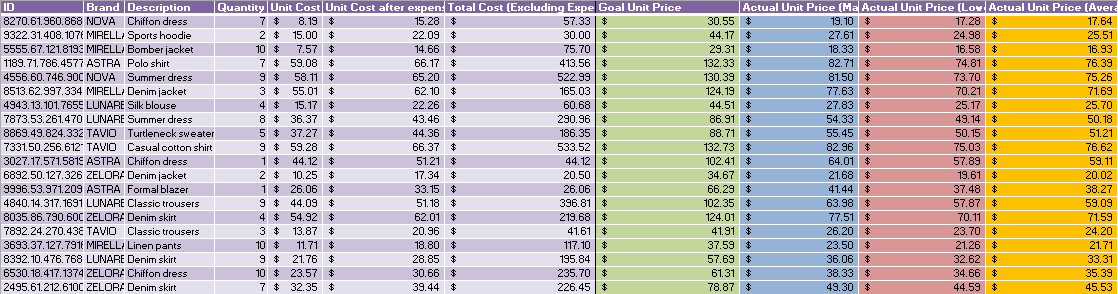 ID Brand Description Quantity Unit Cost Unit Cost after expens Total Cost (Excluding Expe Goal Unit Price Actual Unit Price (Ma Actual Unit Price (Low Actual Unit Price (Avera
8270.61.960.868 NOVA Chiffon dress 7 $ 8.19 $ 15.28 $ 57.33 $ 30.55 $ 19.10 $ 17.28 $ 17.64
9322.31.408.107 MIRELL Sports hoodie 2 $ 15.00 $ 22.09 $ 30.00 $ 44.17 $ 27.61 $ 24.98 $ 25.51
5555.67.121.819 MIRELL Bomber jacket 10 $ 7.57 $ 14.66 $ 75.70 $ 29.31 $ 18.33 $ 16.58 $ 16.93
1189.71.786.457 ASTRA Polo shirt 7 $ 59.08 $ 66.17 $ 413.56 $ 132.33 $ 82.71 $ 74.81 $ 76.39
4556.60.746.90 NOVA Summer dress 9 $ 58.11 $ 65.20 $ 522.99 $ 130.39 $ 81.50 $ 73.70 $ 75.26
8513.62.997.334 MIRELL Denim jacket 3 $ 55.01 $ 62.10 $ 165.03 $ 124.19 $ 77.63 $ 70.21 $ 71.69
4943.13.101.765 LUNARE Silk blouse 4 $ 15.17 $ 22.26 $ 60.68 $ 44.51 $ 27.83 $ 25.17 $ 25.70
7873.53.261.470 LUNARE Summer dress 8 $ 36.37 $ 43.46 $ 290.96 $ 86.91 $ 54.33 $ 49.14 $ 50.18
8869.49.824.332 TAVIO Turtleneck sweater 5 $ 37.27 $ 44.36 $ 186.35 $ 88.71 $ 55.45 $ 50.15 $ 51.21
7331.50.256.612 TAVIO Casual cotton shirt 9 $ 59.28 $ 66.37 $ 533.52 $ 132.73 $ 82.96 $ 75.03 $ 76.62
3027.17.571.581 ASTRA Chiffon dress 1 $ 44.12 $ 51.21 $ 44.12 $ 102.41 $ 64.01 $ 57.89 $ 59.11
6892.50.127.326 ZELORA Denim jacket 2 $ 10.25 $ 17.34 $ 20.50 $ 34.67 $ 21.68 $ 19.61 $ 20.02
9996.53.971.209 ASTRA Formal blazer 1 $ 26.06 $ 33.15 $ 26.06 $ 66.29 $ 41.44 $ 37.48 $ 38.27
4840.14.317.169 LUNARE Classic trousers 9 $ 44.09 $ 51.18 $ 396.81 $ 102.35 $ 63.98 $ 57.87 $ 59.09
8035.86.790.60 ZELORA Denim skirt 4 $ 54.92 $ 62.01 $ 219.68 $ 124.01 $ 77.51 $ 70.11 $ 71.59
7892.24.270.43 TAVIO Classic trousers 3 $ 13.87 $ 20.96 $ 41.61 $ 41.91 $ 26.20 $ 23.70 $ 24.20
3693.37.127.791 MIRELL Linen pants 10 $ 11.71 $ 18.80 $ 117.10 $ 37.59 $ 23.50 $ 21.26 $ 21.71
8392.10.476.768 LUNARE Denim skirt 9 $ 21.76 $ 28.85 $ 195.84 $ 57.69 $ 36.06 $ 32.62 $ 33.31
6530.18.417.137 ZELORA Chiffon dress 10 $ 23.57 $ 30.66 $ 235.70 $ 61.31 $ 38.33 $ 34.66 $ 35.39
2495.61.212.610 ZELORA Denim skirt 7 $ 32.35 $ 39.44 $ 226.45 $ 78.87 $ 49.30 $ 44.59 $ 45.53